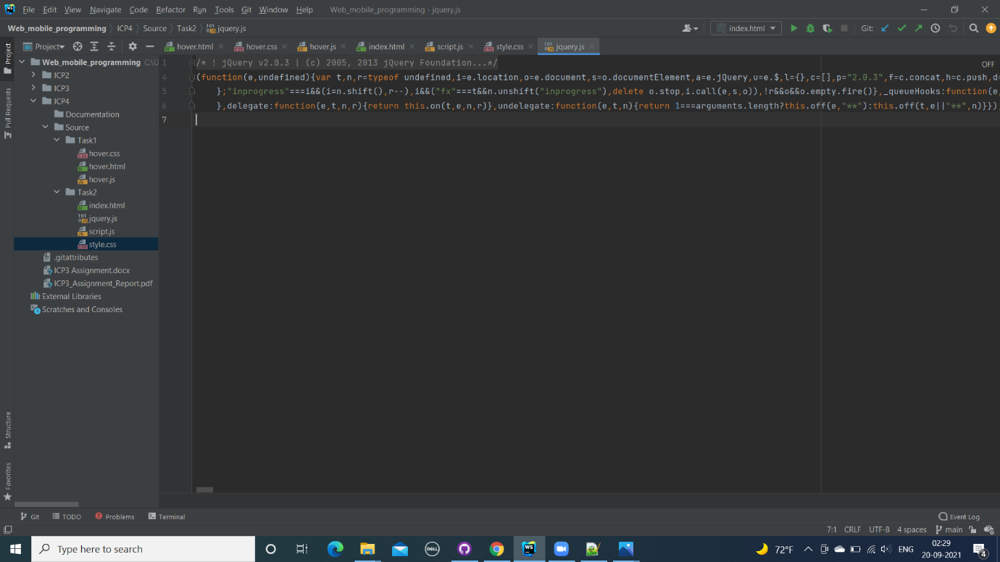 File Edit View Navigate Code Refactor Run Tools Git Window Help Web_mobile_programming - jquery.js
Web_mobile_programming ICP4 Source Task2 jquery.js index.html Git:
Project hover.html hover.css hover.js index.html script.js style.css jquery.js
Web_mobile_programming C:\U
ICP2
ICP3
ICP4
Documentation
Source
Task1
hover.css
hover.html
hover.js
Task2
index.html
jquery.js
script.js
style.css
.gitattributes
ICP3 Assignment.docx
ICP3_Assignment_Report.pdf
External Libraries
Scratches and Consoles
Project
Pull Requests
Structure
Favorites
OFF
1 /* ! jQuery v2.0.3 | (c) 2005, 2013 jQuery Foundation...*/
4 (function(e,undefined){var t,n,r=typeof undefined,i=e.location,o=e.document,s=o.documentElement,a=e.jQuery,u=e.$,l={},c=[],p="2.0.3",f=c.concat,h=c.push,d=
5 };"inprogress"===i&&(i=n.shift(),r--),i&&("fx"===t&&n.unshift("inprogress"),delete o.stop,i.call(e,s,o)),!r&&o&&o.empty.fire()},_queueHooks:function(e,
6 },delegate:function(e,t,n,r){return this.on(t,e,n,r)},undelegate:function(e,t,n){return 1===arguments.length?this.off(e,"**"):this.off(t,e||"**",n)}})
7
Git TODO Problems Terminal Event Log
7:1 CRLF UTF-8 4 spaces main
Type here to search DELL WS 72°F ENG 02:29
20-09-2021 4